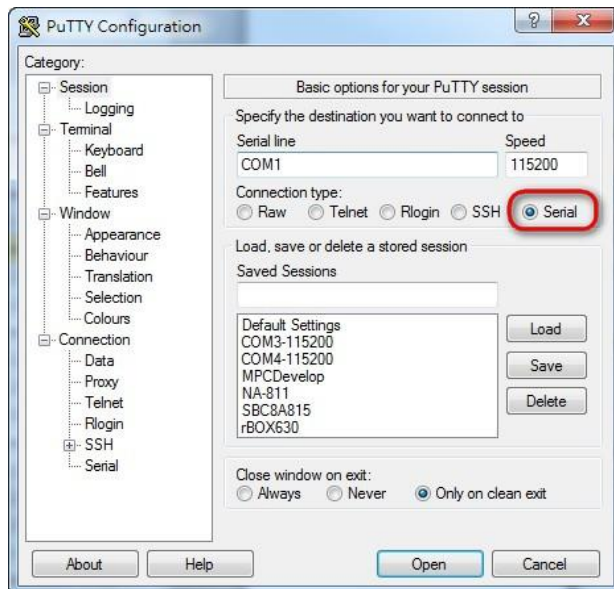 PuTTY Configuration
Category:
Session
Logging
Terminal
Keyboard
Bell
Features
Window
Appearance
Behaviour
Translation
Selection
Colours
Connection
Data
Proxy
Telnet
Rlogin
SSH
Serial
Basic options for your PuTTY session
Specify the destination you want to connect to
Serial line Speed
COM1 115200
Connection type:
Raw Telnet Rlogin SSH Serial
Load, save or delete a stored session
Saved Sessions
Default Settings
COM3-115200
COM4-115200
MPCDevelop
NA-811
SBC8A815
rBOX630
Load
Save
Delete
Close window on exit:
Always Never Only on clean exit
About Help Open Cancel